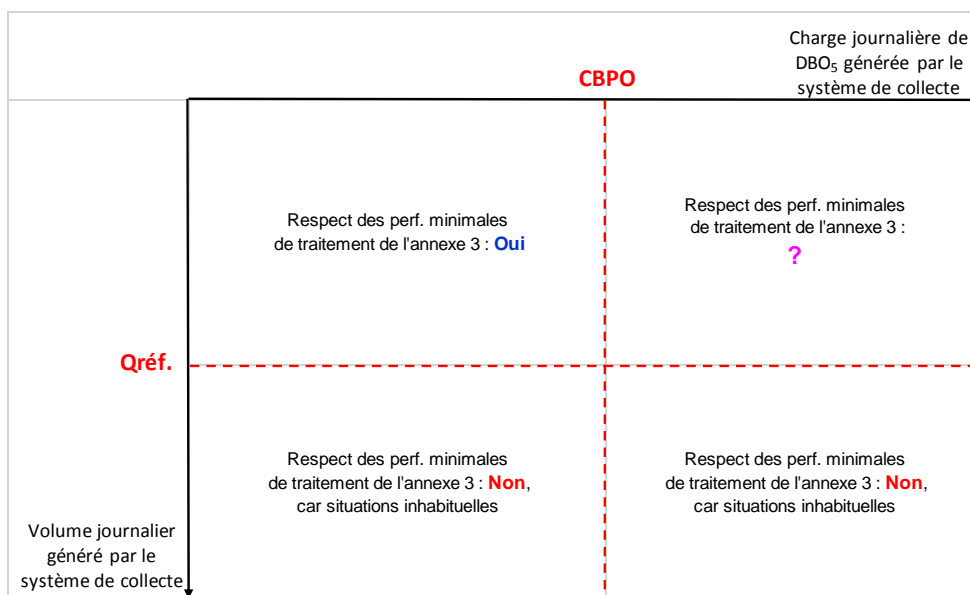 Charge journalière de
DBO₅ générée par le
système de collecte
CBPO
Respect des perf. minimales
de traitement de l'annexe 3 : Oui
Respect des perf. minimales
de traitement de l'annexe 3 :
?
Qréf.
Respect des perf. minimales
de traitement de l'annexe 3 : Non,
car situations inhabituelles
Respect des perf. minimales
de traitement de l'annexe 3 : Non,
car situations inhabituelles
Volume journalier
généré par le
système de collecte